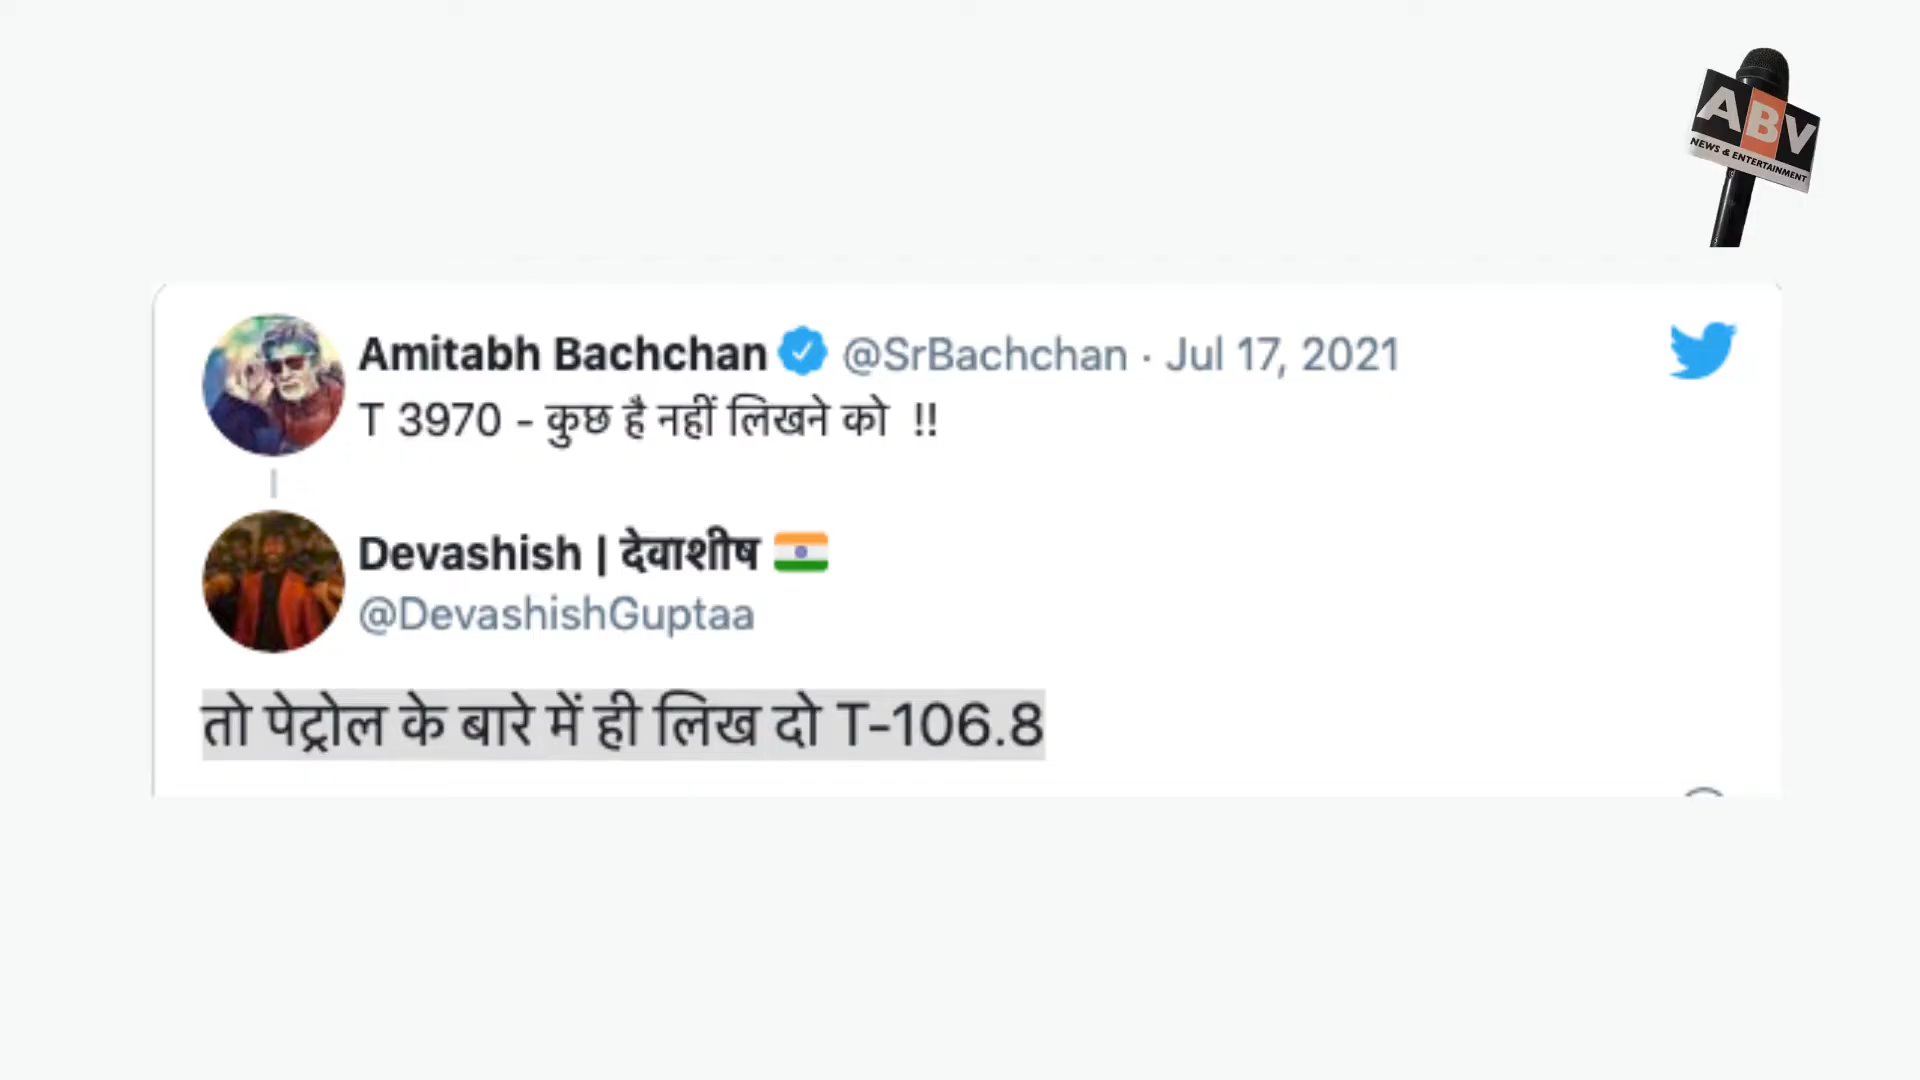 ABV
NEWS & ENTERTAINMENT
Amitabh Bachchan @SrBachchan · Jul 17, 2021
T 3970 - कुछ है नहीं लिखने को !!
Devashish | देवाशीष
@DevashishGuptaa
तो पेट्रोल के बारे में ही लिख दो T-106.8